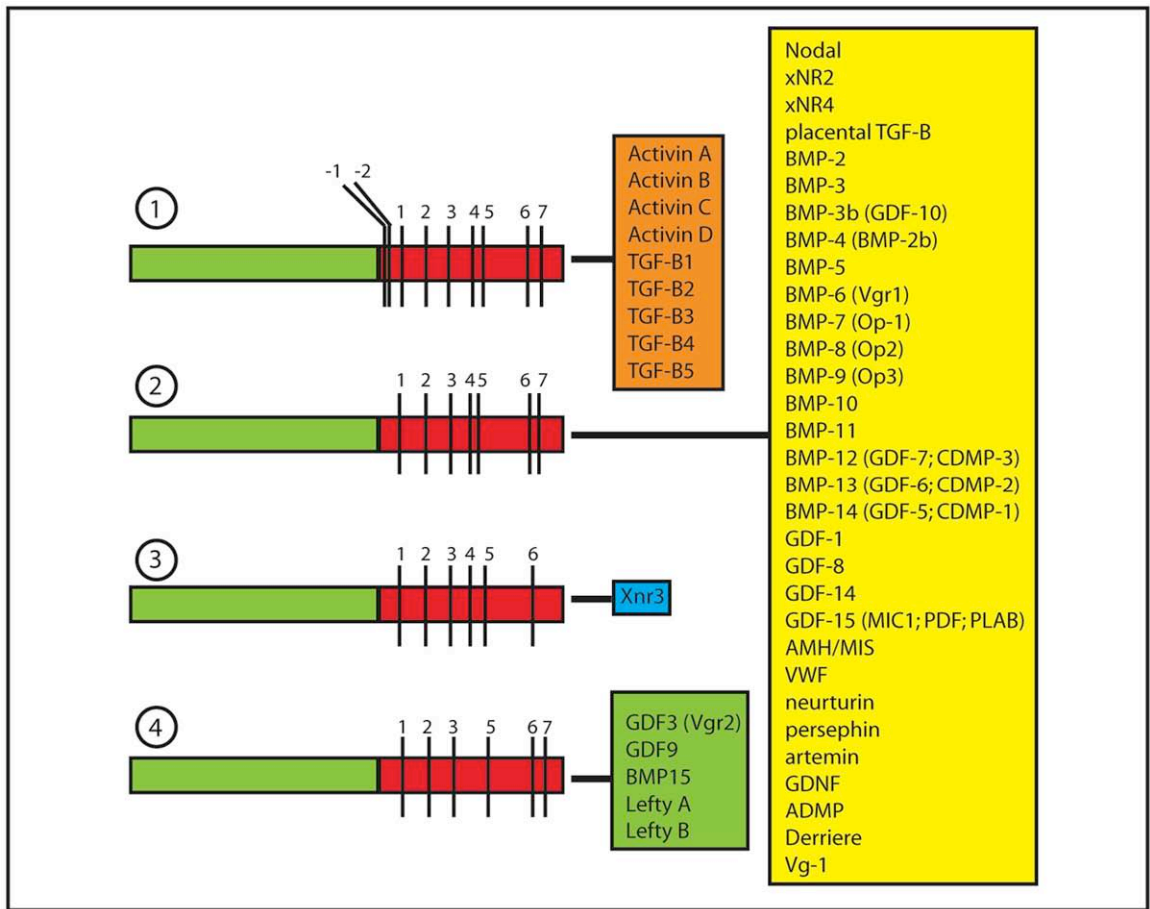 -1 -2
1 2 3 4 5 6 7
1
Activin A
Activin B
Activin C
Activin D
TGF-B1
TGF-B2
TGF-B3
TGF-B4
TGF-B5
1 2 3 4 5 6 7
2
Nodal
xNR2
xNR4
placental TGF-B
BMP-2
BMP-3
BMP-3b (GDF-10)
BMP-4 (BMP-2b)
BMP-5
BMP-6 (Vgr1)
BMP-7 (Op-1)
BMP-8 (Op2)
BMP-9 (Op3)
BMP-10
BMP-11
BMP-12 (GDF-7; CDMP-3)
BMP-13 (GDF-6; CDMP-2)
BMP-14 (GDF-5; CDMP-1)
GDF-1
GDF-8
GDF-14
GDF-15 (MIC1; PDF; PLAB)
AMH/MIS
VWF
neurturin
persephin
artemin
GDNF
ADMP
Derriere
Vg-1
1 2 3 4 5 6
3
Xnr3
1 2 3 5 6 7
4
GDF3 (Vgr2)
GDF9
BMP15
Lefty A
Lefty B